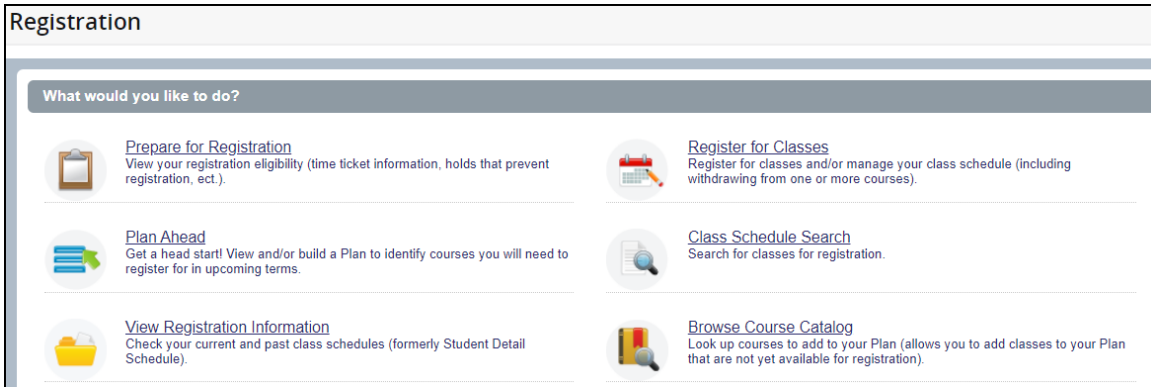 Registration
What would you like to do?
Prepare for Registration
View your registration eligibility (time ticket information, holds that prevent
registration, ect.).
Register for Classes
Register for classes and/or manage your class schedule (including
withdrawing from one or more courses).
Plan Ahead
Get a head start! View and/or build a Plan to identify courses you will need to
register for in upcoming terms.
Class Schedule Search
Search for classes for registration.
View Registration Information
Check your current and past class schedules (formerly Student Detail
Schedule).
Browse Course Catalog
Look up courses to add to your Plan (allows you to add classes to your Plan
that are not yet available for registration).